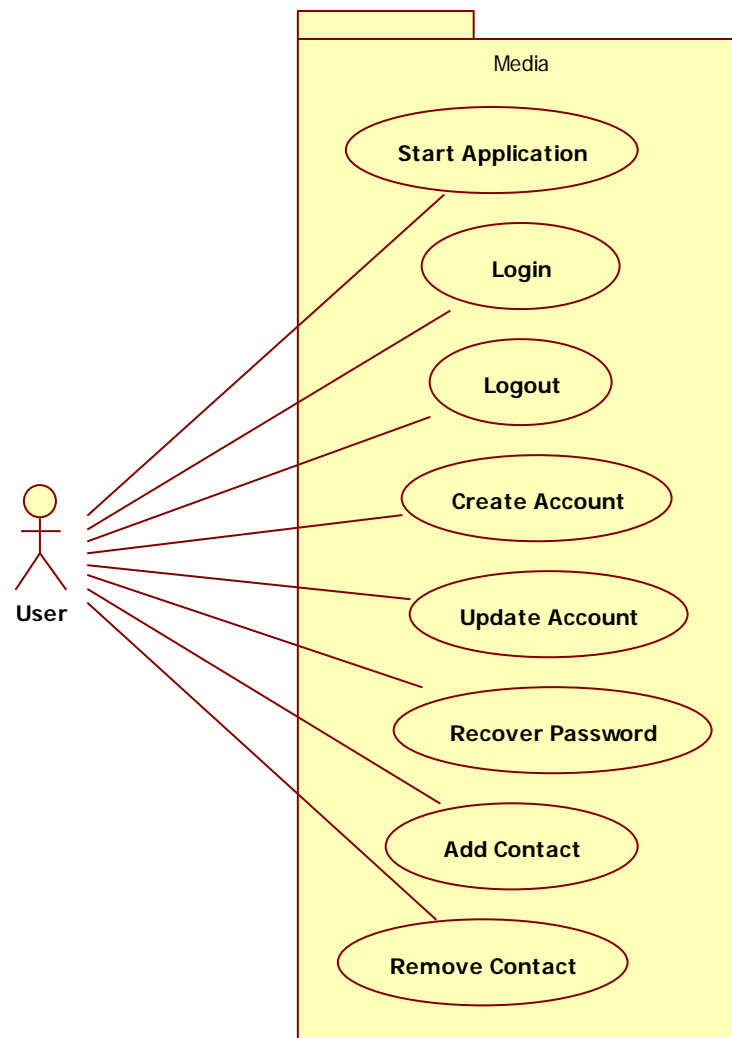 Media
Start Application
Login
Logout
Create Account
Update Account
User
Recover Password
Add Contact
Remove Contact